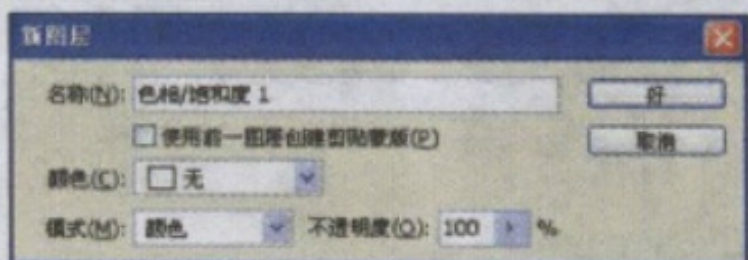 新图层
名称(N): 色相/饱和度 1 好
使用前一图层创建剪贴蒙版(P) 取消
颜色(C): 无
模式(M): 颜色 不透明度(O): 100 %